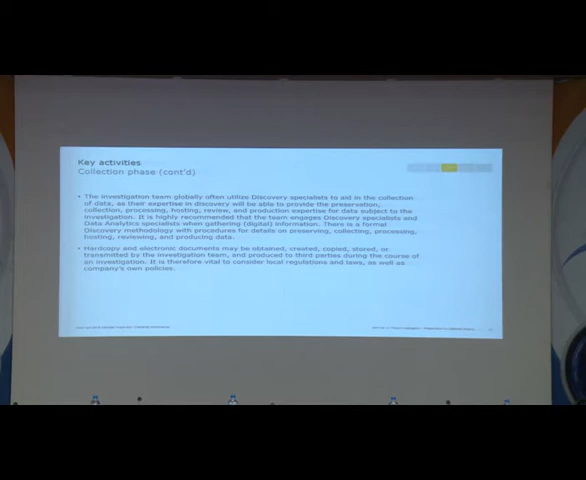 Key activities
Collection phase (cont'd)
• The investigation team globally often utilize Discovery specialists to aid in the collection
of data, as their expertise in discovery will be able to provide the preservation,
collection, processing, hosting, review, and production expertise for data subject to the
investigation. It is highly recommended that the team engages Discovery specialists and
Data Analytics specialists when gathering (digital) information. There is a formal
Discovery methodology with procedures for details on preserving, collecting, processing,
hosting, reviewing, and producing data.
• Hardcopy and electronic documents may be obtained, created, copied, stored, or
transmitted by the investigation team, and produced to third parties during the course of
an investigation. It is therefore vital to consider local regulations and laws, as well as
company's own policies.